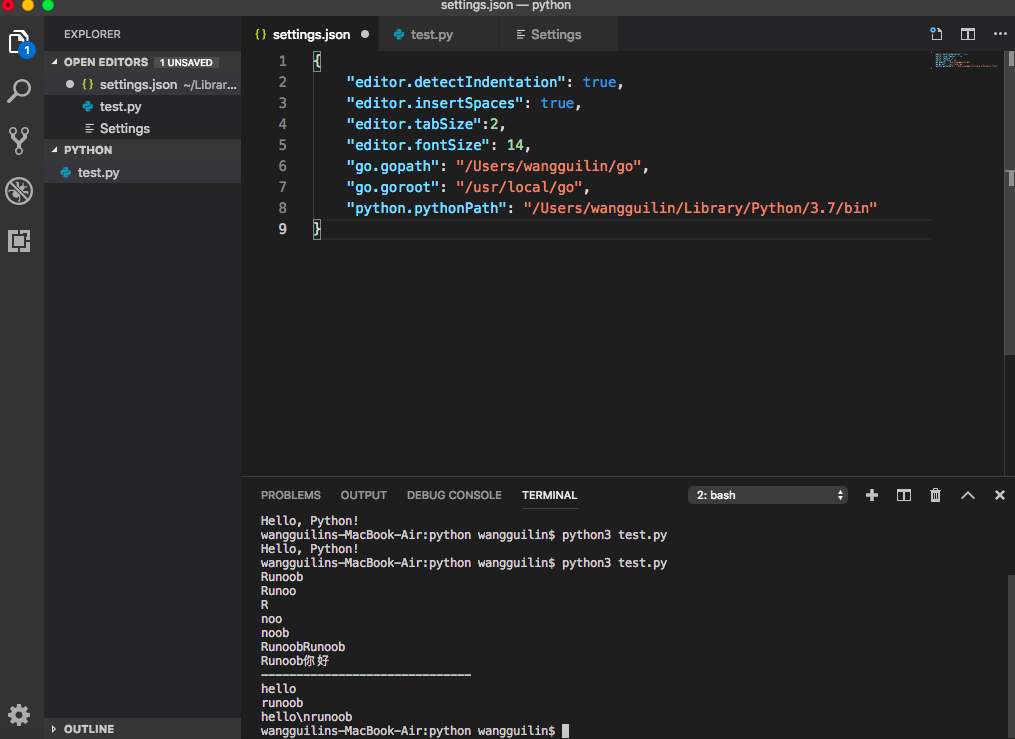 settings.json — python
EXPLORER
OPEN EDITORS 1 UNSAVED
{} settings.json ~/Librar...
test.py
Settings
PYTHON
test.py
OUTLINE
1
{} settings.json
test.py
Settings
1 {
2 "editor.detectIndentation": true,
3 "editor.insertSpaces": true,
4 "editor.tabSize":2,
5 "editor.fontSize": 14,
6 "go.gopath": "/Users/wangguilin/go",
7 "go.goroot": "/usr/local/go",
8 "python.pythonPath": "/Users/wangguilin/Library/Python/3.7/bin"
9 }
PROBLEMS OUTPUT DEBUG CONSOLE TERMINAL 2: bash
Hello, Python!
wangguilins-MacBook-Air:python wangguilin$ python3 test.py
Hello, Python!
wangguilins-MacBook-Air:python wangguilin$ python3 test.py
Runoob
Runoo
R
noo
noob
RunoobRunoob
Runoob你好
------------------------------
hello
runoob
hello\nrunoob
wangguilins-MacBook-Air:python wangguilin$